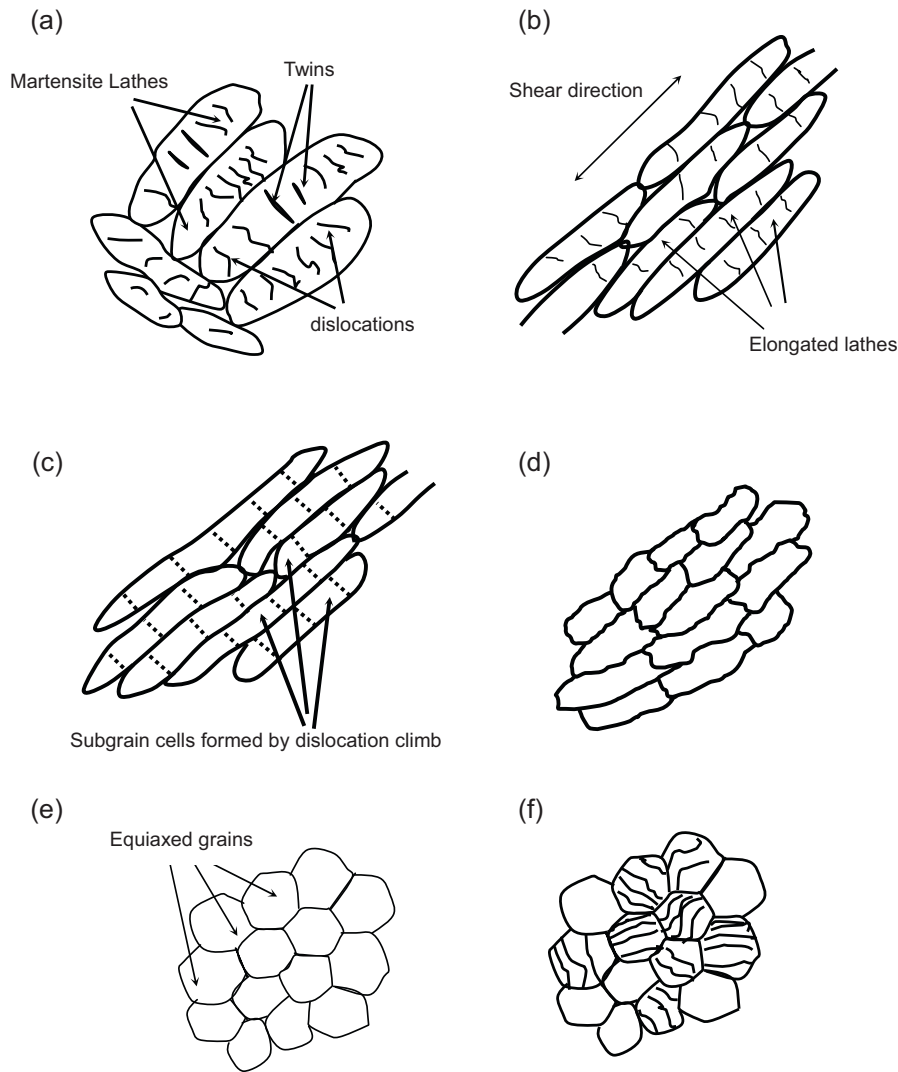 (a)
Martensite Lathes
Twins
dislocations
(b)
Shear direction
Elongated lathes
(c)
Subgrain cells formed by dislocation climb
(d)
(e)
Equiaxed grains
(f)